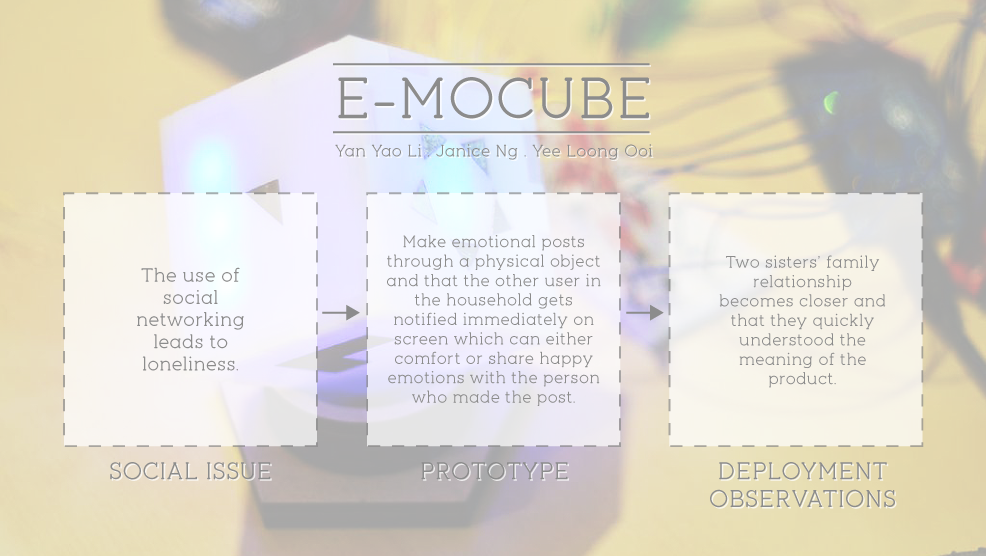 E-MOCUBE
Yan Yao Li . Janice Ng . Yee Loong Ooi
The use of
social
networking
leads to
loneliness.
Make emotional posts
through a physical object
and that the other user in
the household gets
notified immediately on
screen which can either
comfort or share happy
emotions with the person
who made the post.
Two sisters' family
relationship
becomes closer and
that they quickly
understood the
meaning of the
product.
SOCIAL ISSUE
PROTOTYPE
DEPLOYMENT
OBSERVATIONS